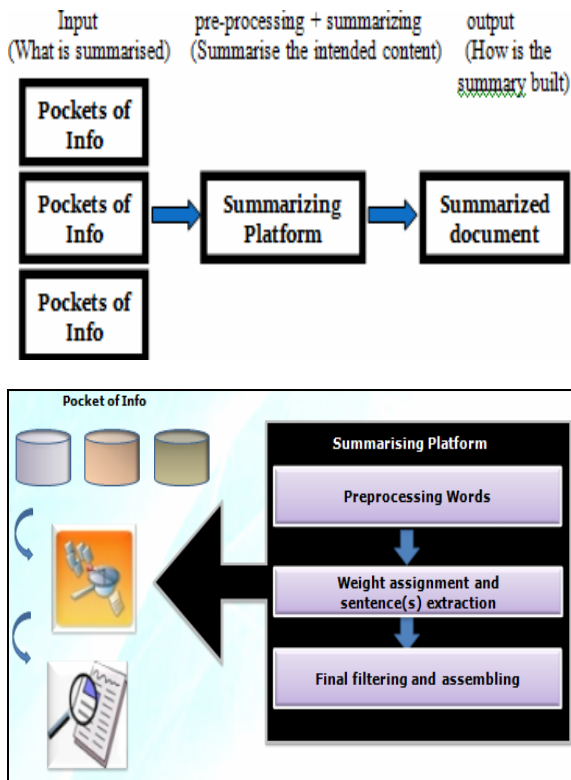 Input
(What is summarised)
pre-processing + summarizing
(Summarise the intended content)
output
(How is the
summary built)
Pockets of
Info
Pockets of
Info
Pockets of
Info
Summarizing
Platform
Summarized
document
Pocket of Info
Summarising Platform
Preprocessing Words
Weight assignment and
sentence(s) extraction
Final filtering and assembling